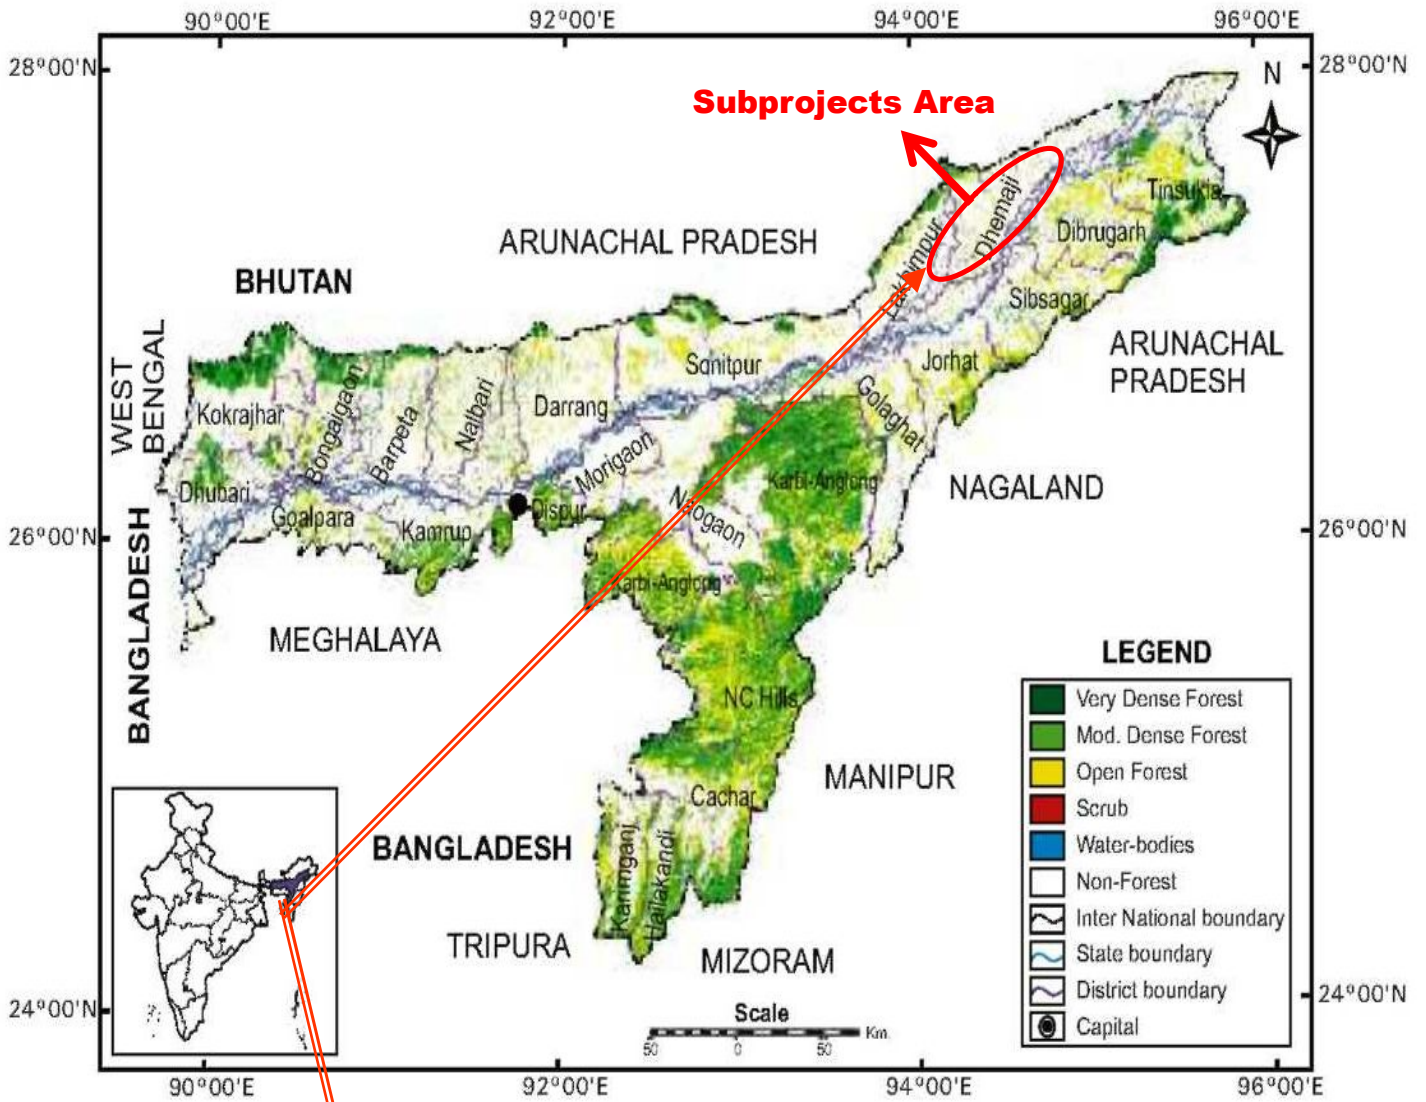 90°00'E
92°00'E
94°00'E
96°00'E
28°00'N
28°00'N
N
Subprojects Area
Tinsukia
Dhemaji
Dibrugarh
Lakhimpur
ARUNACHAL PRADESH
BHUTAN
Sibsagar
WEST
BENGAL
Sonitpur
Jorhat
ARUNACHAL
PRADESH
Kokrajhar
Bongaigaon
Barpeta
Nalbari
Darrang
Golaghat
Morigaon
Dhubari
Karbi-Anglong
NAGALAND
Goalpara
Kamrup
Dispur
Naogaon
26°00'N
26°00'N
BANGLADESH
Karbi-Anglong
MEGHALAYA
NC Hills
MANIPUR
Cachar
BANGLADESH
Karimganj
Hailakandi
TRIPURA
MIZORAM
LEGEND
Very Dense Forest
Mod. Dense Forest
Open Forest
Scrub
Water-bodies
Non-Forest
Inter National boundary
State boundary
District boundary
Capital
24°00'N
24°00'N
Scale
Km
50 0 50
90°00'E
92°00'E
94°00'E
96°00'E